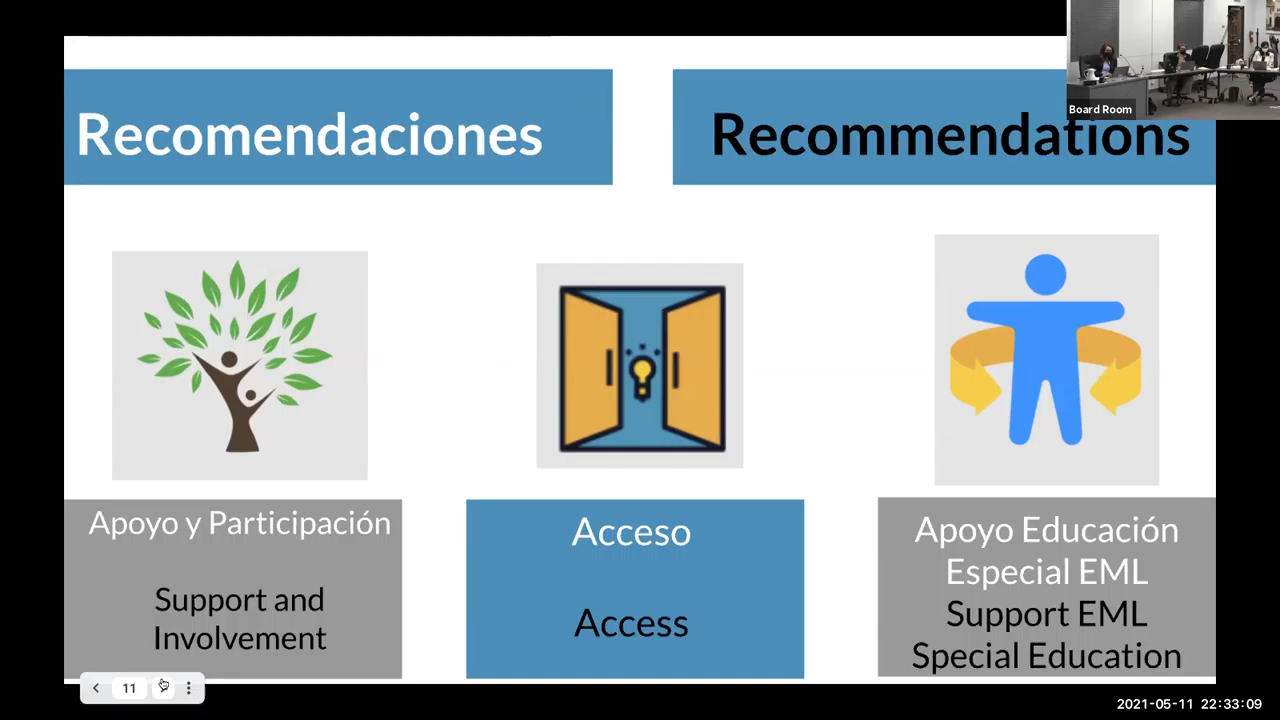 Recomendaciones
Recommendations
Board Room
Apoyo y Participación
Support and
Involvement
Acceso
Access
Apoyo Educación
Especial EML
Support EML
Special Education
11
2021-05-11 22:33:09